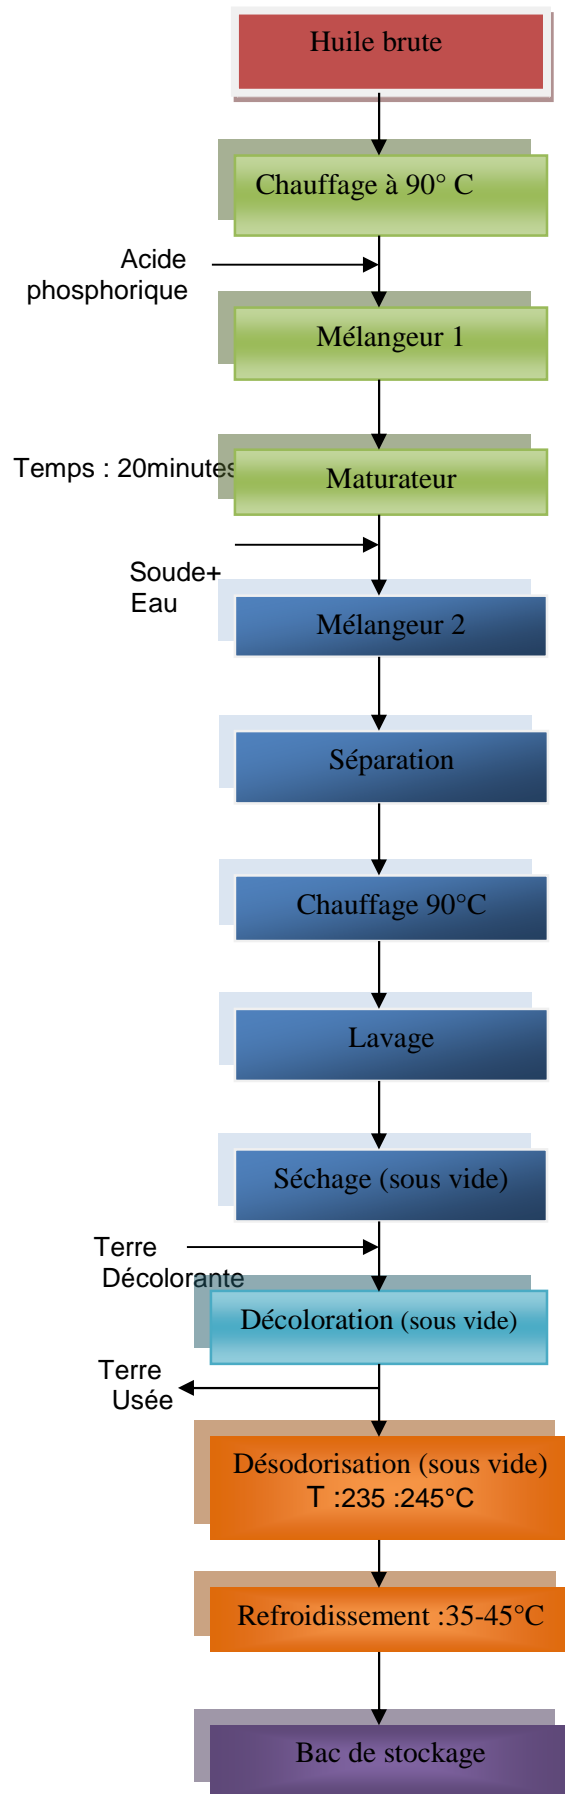 Huile brute
Chauffage à 90° C
Acide
phosphorique
Mélangeur 1
Temps : 20minutes
Maturateur
Soude+
Eau
Mélangeur 2
Séparation
Chauffage 90°C
Lavage
Séchage (sous vide)
Terre
Décolorante
Décoloration (sous vide)
Terre
Usée
Désodorisation (sous vide)
T :235 :245°C
Refroidissement :35-45°C
Bac de stockage